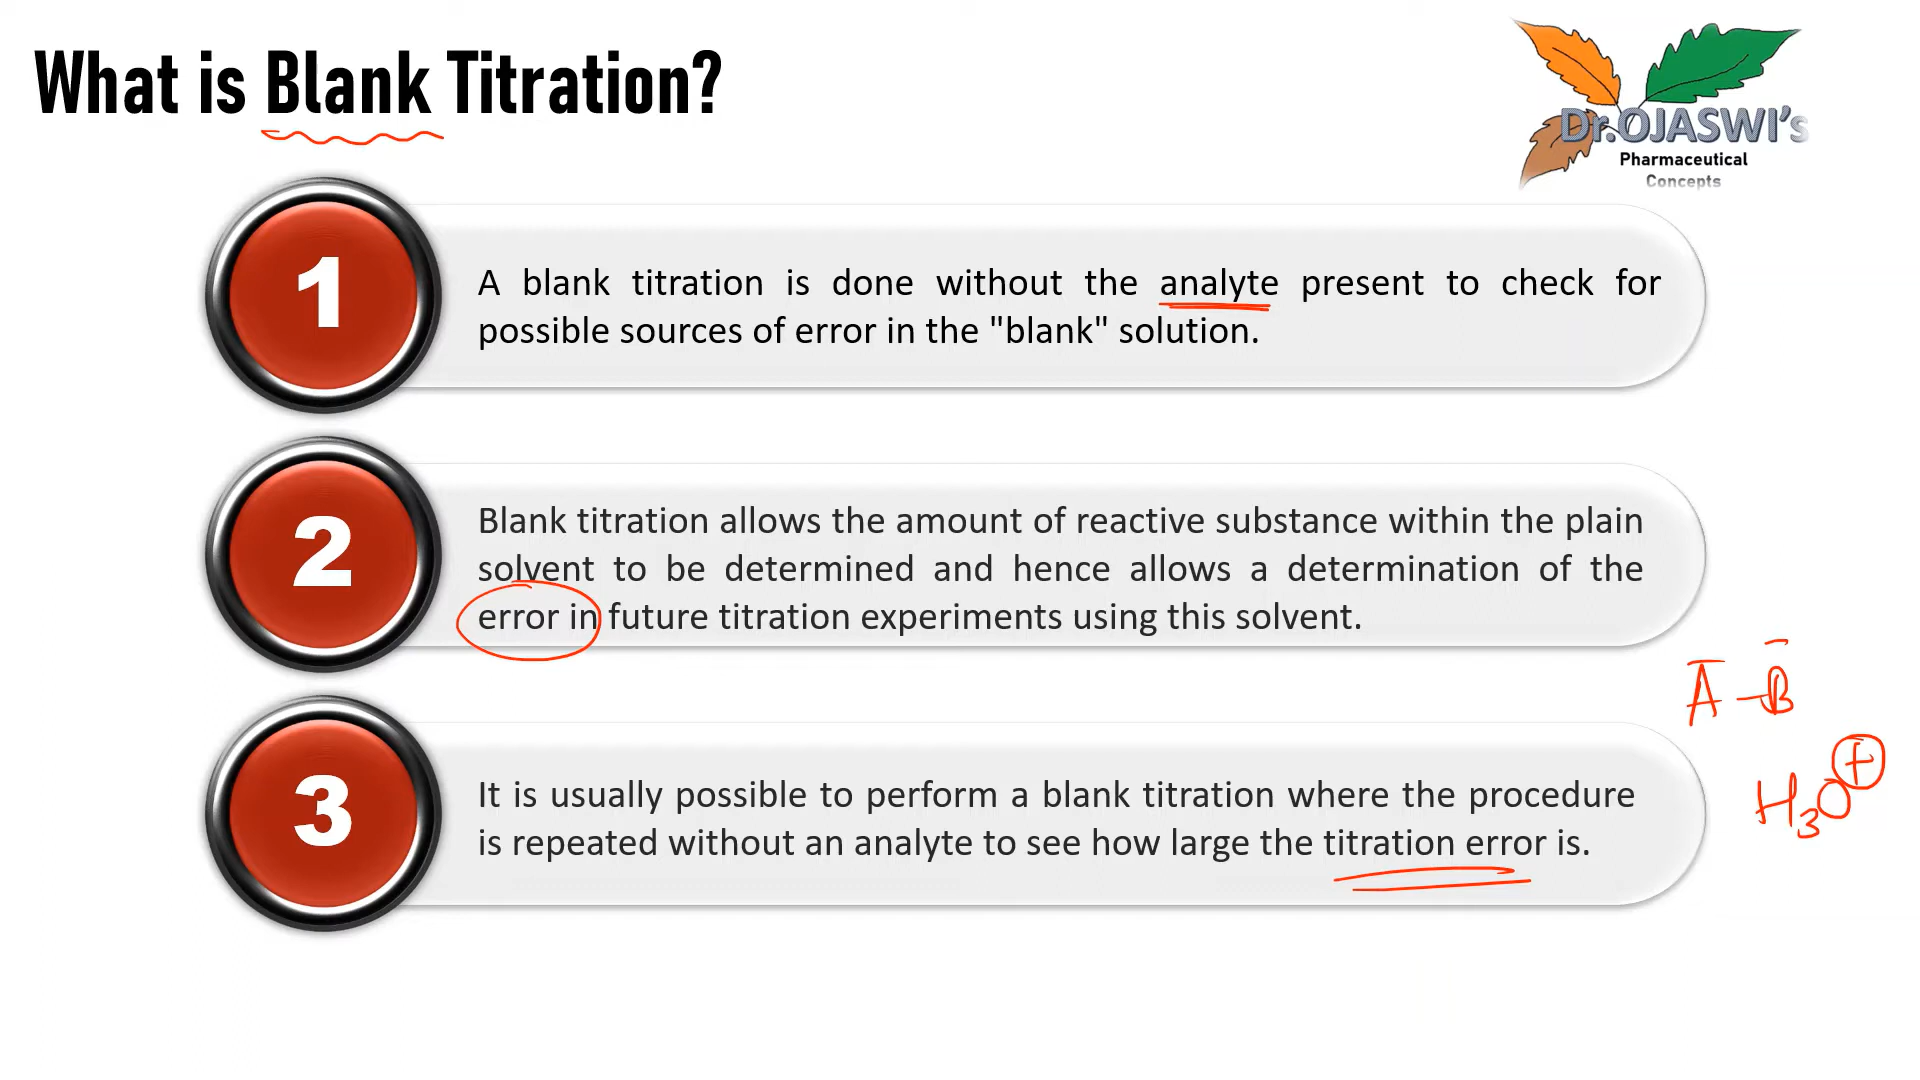 What is Blank Titration?
Dr.OJASWI's
Pharmaceutical
Concepts
1
A blank titration is done without the analyte present to check for
possible sources of error in the "blank" solution.
2
Blank titration allows the amount of reactive substance within the plain
solvent to be determined and hence allows a determination of the
error in future titration experiments using this solvent.
A - B
H3O+
3
It is usually possible to perform a blank titration where the procedure
is repeated without an analyte to see how large the titration error is.